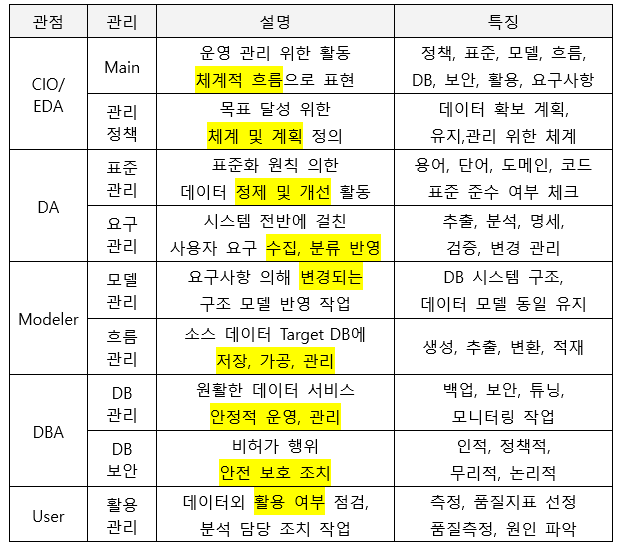 관점 관리 설명 특징
CIO/
EDA
Main
운영 관리 위한 활동
체계적 흐름으로 표현
정책, 표준, 모델, 흐름,
DB, 보안, 활용, 요구사항
관리
정책
목표 달성 위한
체계 및 계획 정의
데이터 확보 계획,
유지,관리 위한 체계
DA
표준
관리
표준화 원칙 의한
데이터 정제 및 개선 활동
용어, 단어, 도메인, 코드
표준 준수 여부 체크
요구
관리
시스템 전반에 걸친
사용자 요구 수집, 분류 반영
추출, 분석, 명세,
검증, 변경 관리
Modeler
모델
관리
요구사항 의해 변경되는
구조 모델 반영 작업
DB 시스템 구조,
데이터 모델 동일 유지
흐름
관리
소스 데이터 Target DB에
저장, 가공, 관리
생성, 추출, 변환, 적재
DBA
DB
관리
원활한 데이터 서비스
안정적 운영, 관리
백업, 보안, 튜닝,
모니터링 작업
DB
보안
비허가 행위
안전 보호 조치
인적, 정책적,
무리적, 논리적
User
활용
관리
데이터외 활용 여부 점검,
분석 담당 조치 작업
측정, 품질지표 선정
품질측정, 원인 파악